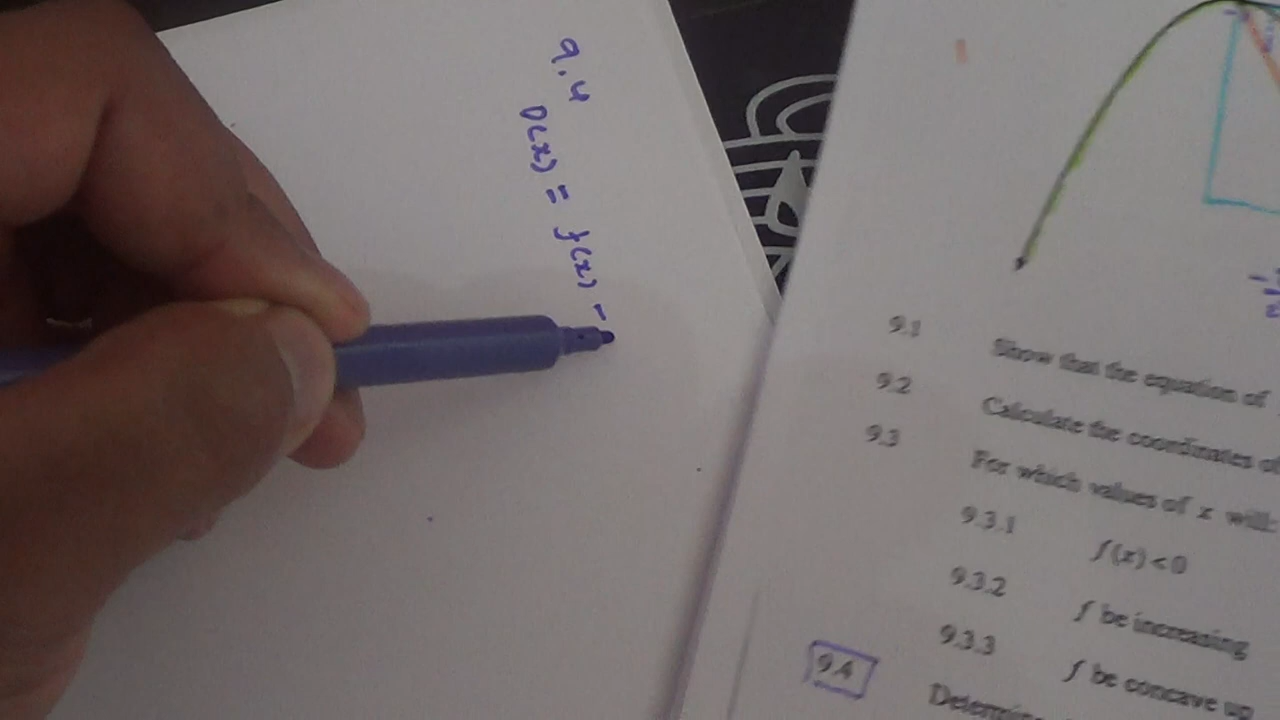 9.4
D(x) = f(x) -
9.1 Show that the equation of
9.2 Calculate the coordinates of
9.3 For which values of x will:
9.3.1 f(x) < 0
9.3.2 f be increasing
9.3.3 f be concave up
9.4